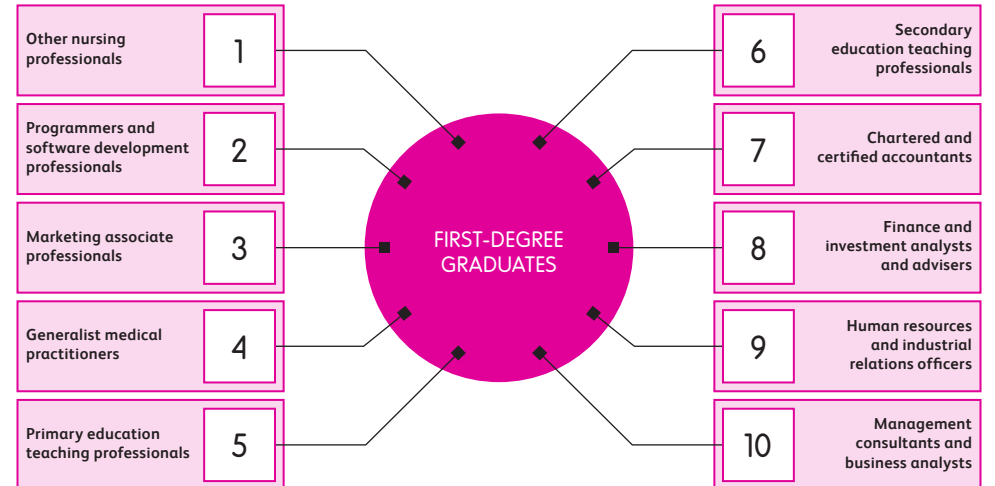 Other nursing
professionals
1
Programmers and
software development
professionals
2
Marketing associate
professionals
3
Generalist medical
practitioners
4
Primary education
teaching professionals
5
FIRST-DEGREE
GRADUATES
6
Secondary
education teaching
professionals
7
Chartered and
certified accountants
8
Finance and
investment analysts
and advisers
9
Human resources
and industrial
relations officers
10
Management
consultants and
business analysts